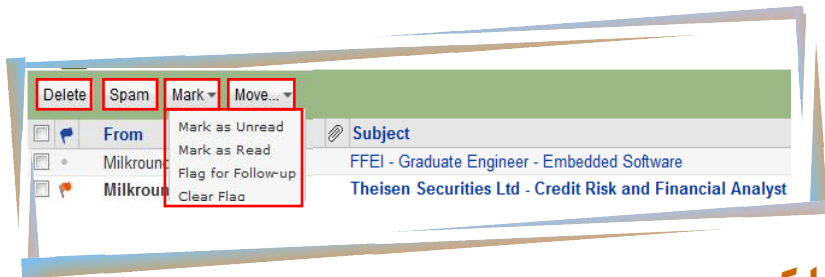 Delete Spam Mark Move...
From Subject
Mark as Unread
Mark as Read
Flag for Follow-up
Clear Flag
Milkround FFEI - Graduate Engineer - Embedded Software
Milkroun Theisen Securities Ltd - Credit Risk and Financial Analyst